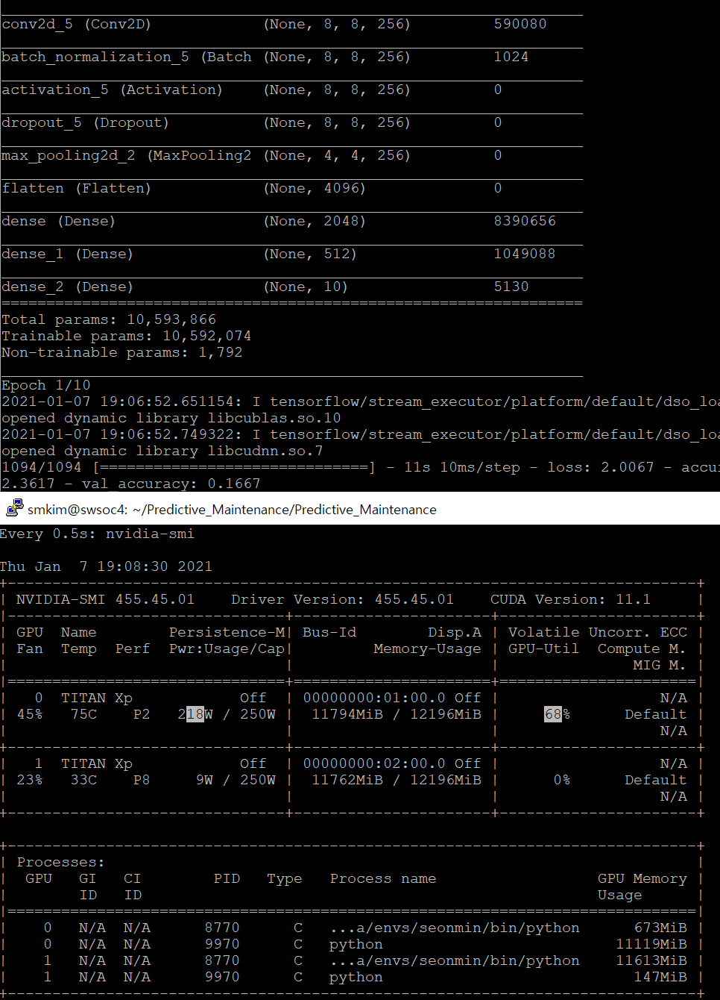 conv2d_5 (Conv2D) (None, 8, 8, 256) 590080
batch_normalization_5 (Batch (None, 8, 8, 256) 1024
activation_5 (Activation) (None, 8, 8, 256) 0
dropout_5 (Dropout) (None, 8, 8, 256) 0
max_pooling2d_2 (MaxPooling2 (None, 4, 4, 256) 0
flatten (Flatten) (None, 4096) 0
dense (Dense) (None, 2048) 8390656
dense_1 (Dense) (None, 512) 1049088
dense_2 (Dense) (None, 10) 5130
=================================================================
Total params: 10,593,866
Trainable params: 10,592,074
Non-trainable params: 1,792
Epoch 1/10
2021-01-07 19:06:52.651154: I tensorflow/stream_executor/platform/default/dso_loa
opened dynamic library libcublas.so.10
2021-01-07 19:06:52.749322: I tensorflow/stream_executor/platform/default/dso_loa
opened dynamic library libcudnn.so.7
1094/1094 [==============================] - 11s 10ms/step - loss: 2.0067 - accu
2.3617 - val_accuracy: 0.1667
smkim@swsoc4: ~/Predictive_Maintenance/Predictive_Maintenance
Every 0.5s: nvidia-smi
Thu Jan  7 19:08:30 2021
+-----------------------------------------------------------------------------+
| NVIDIA-SMI 455.45.01    Driver Version: 455.45.01    CUDA Version: 11.1     |
|-------------------------------+----------------------+----------------------+
| GPU  Name        Persistence-M| Bus-Id        Disp.A | Volatile Uncorr. ECC |
| Fan  Temp  Perf  Pwr:Usage/Cap|         Memory-Usage | GPU-Util  Compute M. |
|                               |                      |               MIG M. |
|===============================+======================+======================|
|   0  TITAN Xp            Off  | 00000000:01:00.0 Off |                  N/A |
| 45%   75C    P2   218W / 250W |  11794MiB / 12196MiB |     68%      Default |
|                               |                      |                  N/A |
+-------------------------------+----------------------+----------------------+
|   1  TITAN Xp            Off  | 00000000:02:00.0 Off |                  N/A |
| 23%   33C    P8     9W / 250W |  11762MiB / 12196MiB |      0%      Default |
|                               |                      |                  N/A |
+-------------------------------+----------------------+----------------------+
+-----------------------------------------------------------------------------+
| Processes:                                                                  |
|  GPU   GI   CI        PID   Type   Process name                  GPU Memory |
|        ID   ID                                                   Usage      |
|=============================================================================|
|    0   N/A  N/A      8770      C   ...a/envs/seonmin/bin/python      673MiB |
|    0   N/A  N/A      9970      C   python                          11119MiB |
|    1   N/A  N/A      8770      C   ...a/envs/seonmin/bin/python    11613MiB |
|    1   N/A  N/A      9970      C   python                            147MiB |
+-----------------------------------------------------------------------------+